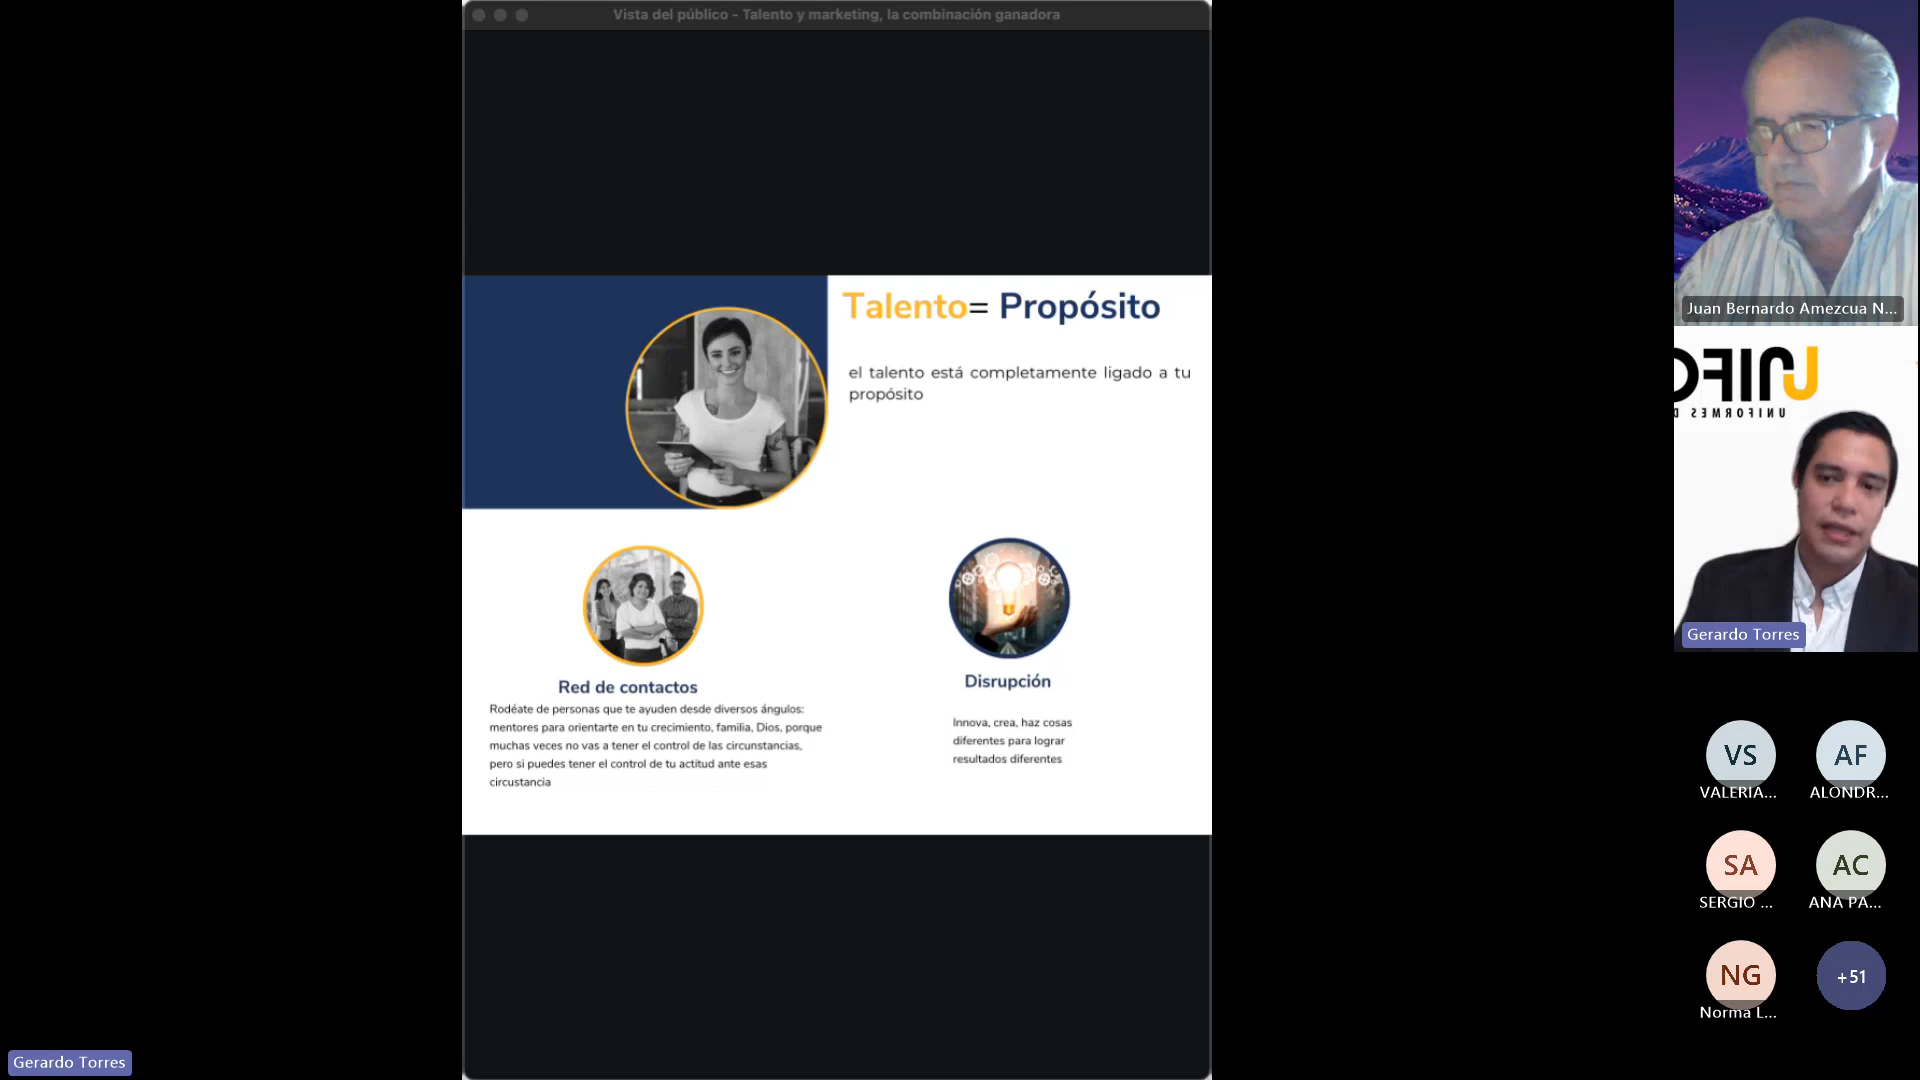 Vista del público - Talento y marketing, la combinación ganadora
Talento= Propósito
el talento está completamente ligado a tu
propósito
Red de contactos
Rodéate de personas que te ayuden desde diversos ángulos:
mentores para orientarte en tu crecimiento, familia, Dios, porque
muchas veces no vas a tener el control de las circunstancias,
pero si puedes tener el control de tu actitud ante esas
circustancia
Disrupción
Innova, crea, haz cosas
diferentes para lograr
resultados diferentes
Juan Bernardo Amezcua N...
UNIFO
UNIFORMES D
Gerardo Torres
VS
VALERIA...
AF
ALONDR...
SA
SERGIO ...
AC
ANA PA...
NG
Norma L...
+51
Gerardo Torres